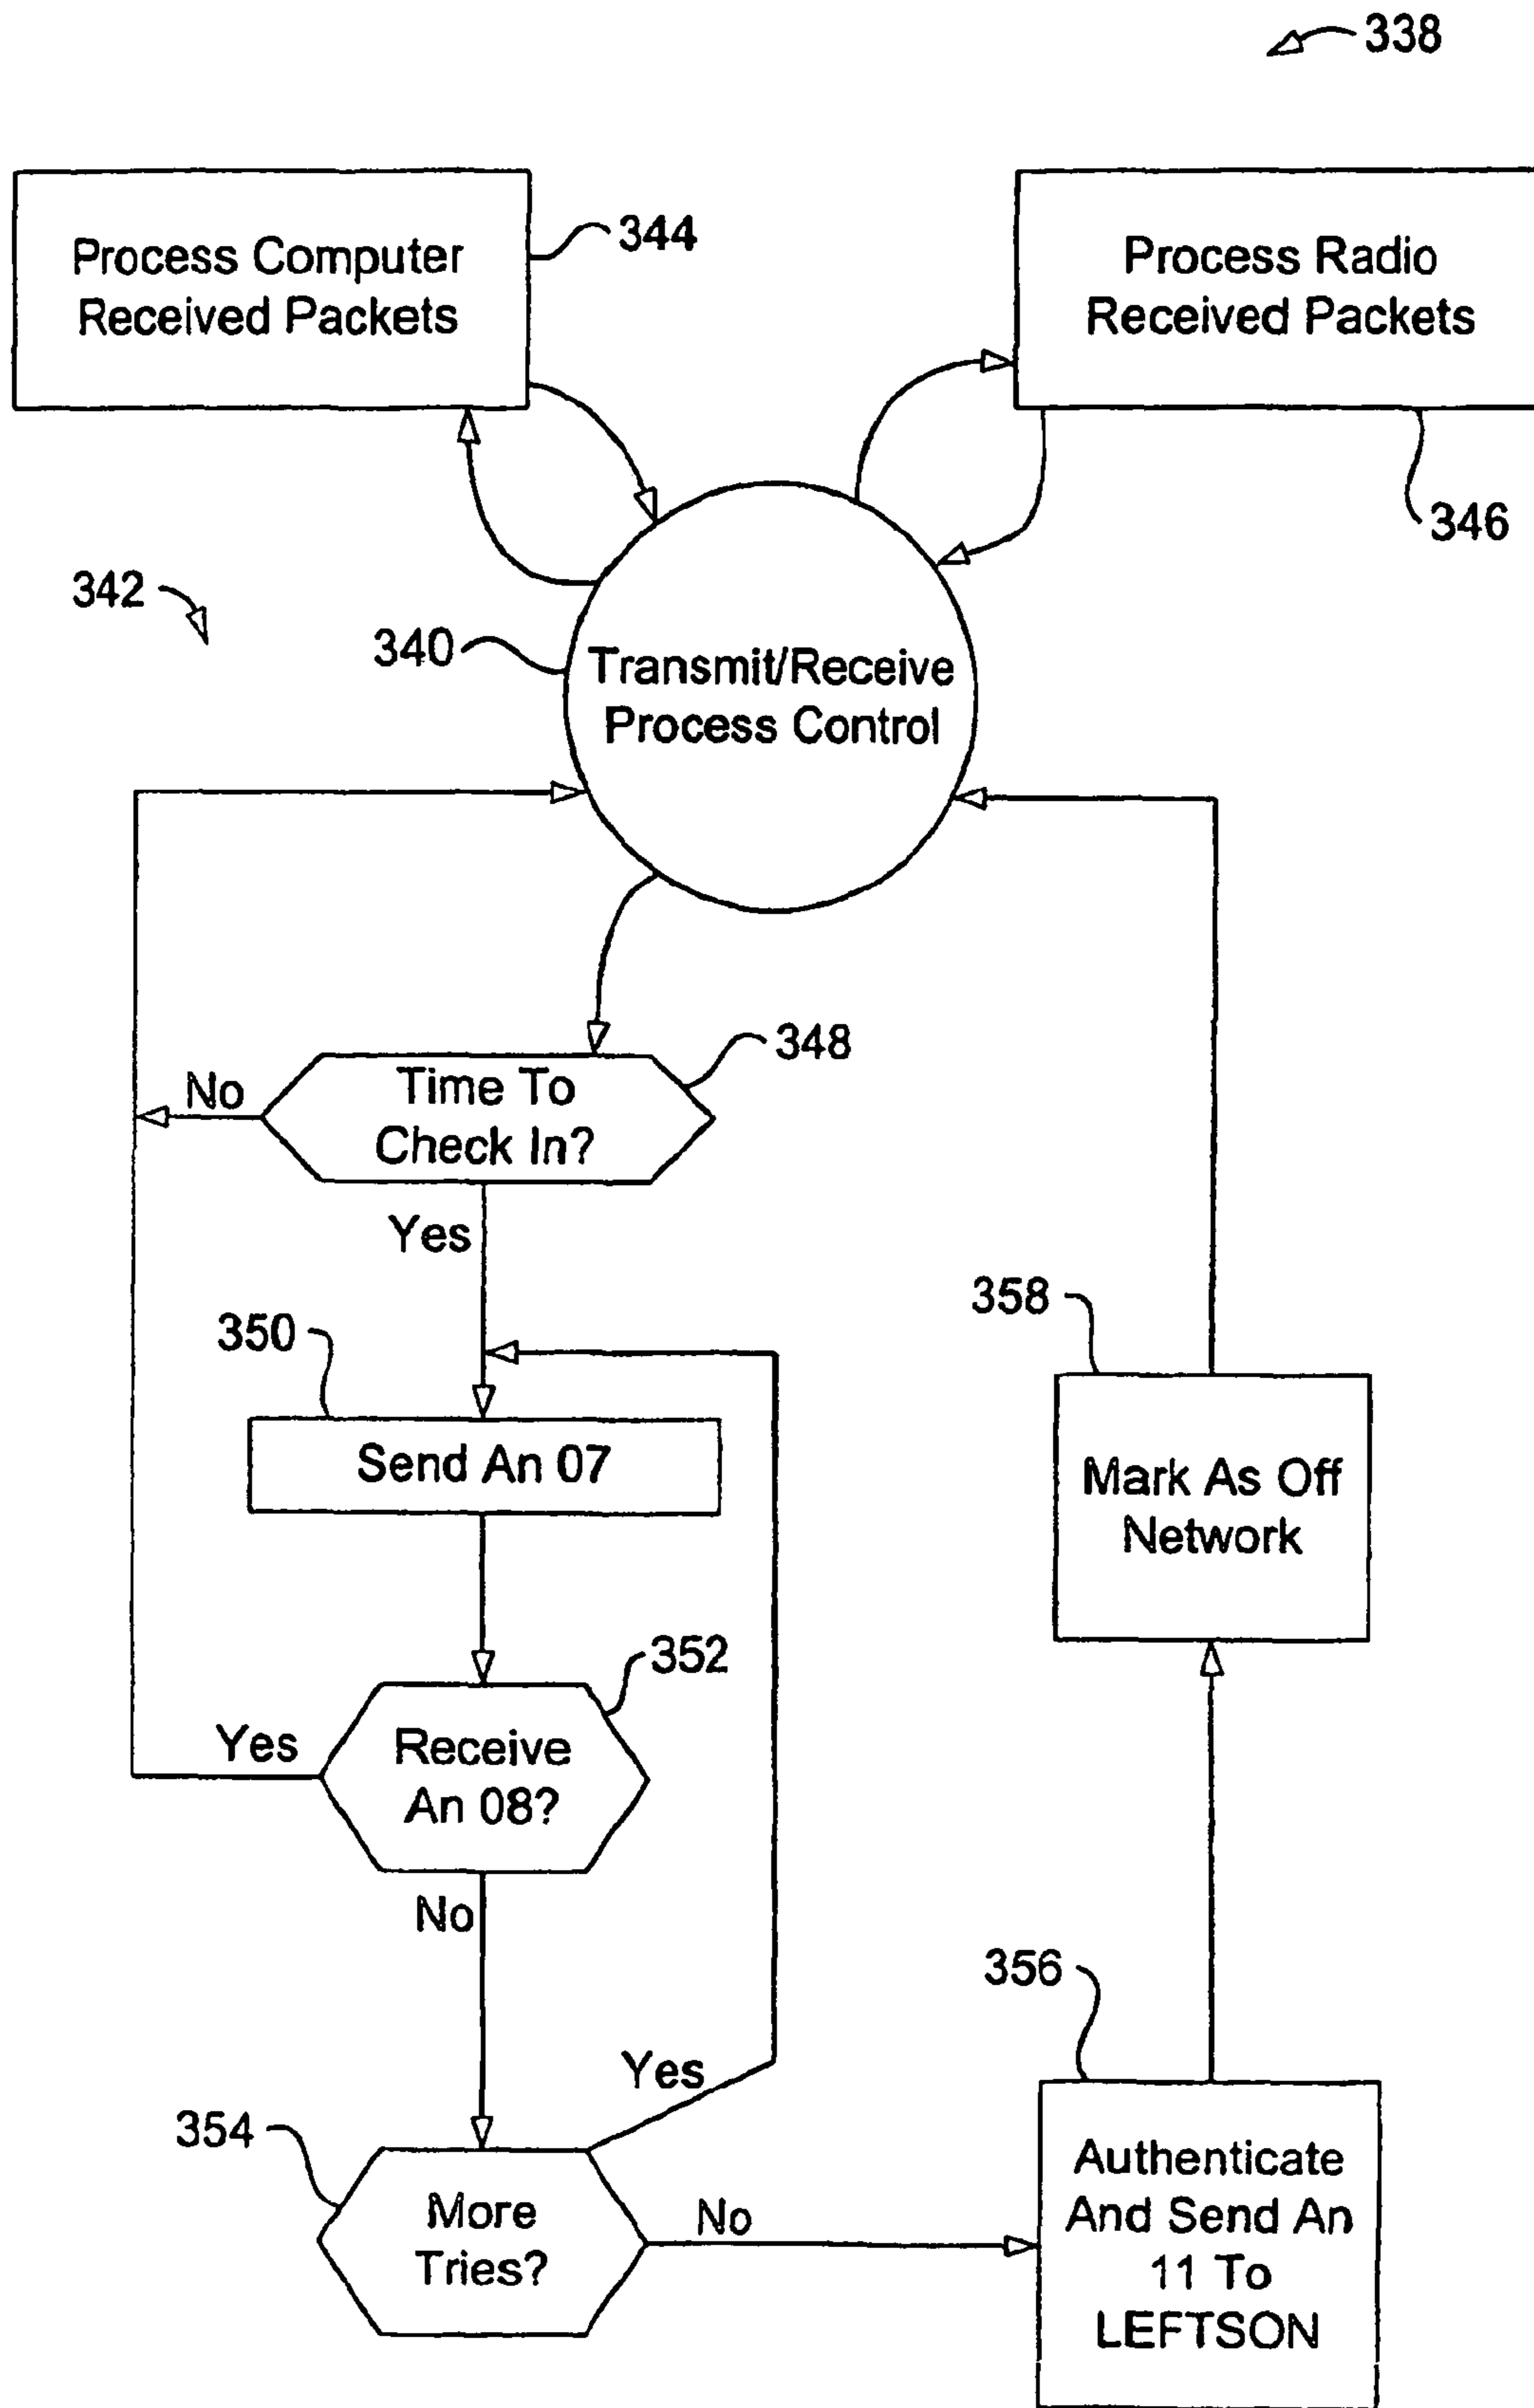 338
Process Computer
Received Packets
344
Process Radio
Received Packets
346
342
340
Transmit/Receive
Process Control
348
No
Time To
Check In?
Yes
350
358
Send An 07
Mark As Off
Network
352
Yes
Receive
An 08?
No
356
Yes
354
More
Tries?
No
Authenticate
And Send An
11 To
LEFTSON